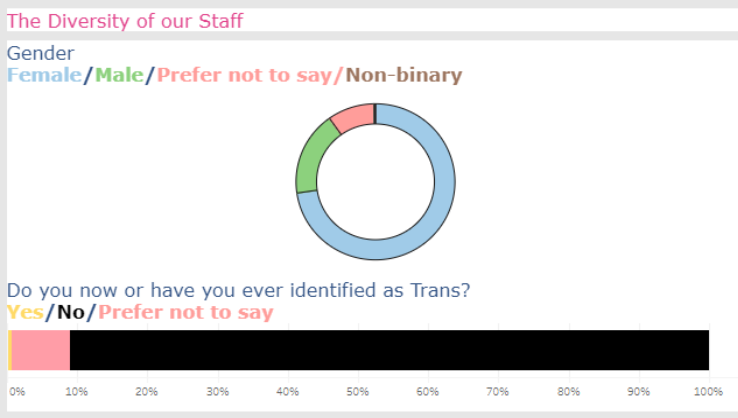 The Diversity of our Staff
Gender
Female/Male/Prefer not to say/Non-binary
Do you now or have you ever identified as Trans?
Yes/No/Prefer not to say
0% 10% 20% 30% 40% 50% 60% 70% 80% 90% 100%